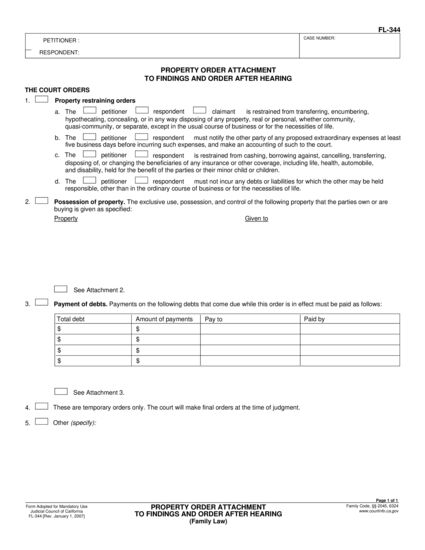 FL-344
PETITIONER :
CASE NUMBER:
RESPONDENT:
PROPERTY ORDER ATTACHMENT
TO FINDINGS AND ORDER AFTER HEARING
THE COURT ORDERS
1. Property restraining orders
a. The petitioner respondent claimant is restrained from transferring, encumbering,
hypothecating, concealing, or in any way disposing of any property, real or personal, whether community,
quasi-community, or separate, except in the usual course of business or for the necessities of life.
b. The petitioner respondent must notify the other party of any proposed extraordinary expenses at least
five business days before incurring such expenses, and make an accounting of such to the court.
c. The petitioner respondent is restrained from cashing, borrowing against, cancelling, transferring,
disposing of, or changing the beneficiaries of any insurance or other coverage, including life, health, automobile,
and disability, held for the benefit of the parties or their minor child or children.
d. The petitioner respondent must not incur any debts or liabilities for which the other may be held
responsible, other than in the ordinary course of business or for the necessities of life.
2. Possession of property. The exclusive use, possession, and control of the following property that the parties own or are
buying is given as specified:
Property Given to
See Attachment 2.
3. Payment of debts. Payments on the following debts that come due while this order is in effect must be paid as follows:
Total debt Amount of payments Pay to Paid by
$ $
$ $
$ $
$ $
See Attachment 3.
4. These are temporary orders only. The court will make final orders at the time of judgment.
5. Other (specify):
Page 1 of 1
Form Adopted for Mandatory Use
Judicial Council of California
FL-344 [Rev. January 1, 2007]
PROPERTY ORDER ATTACHMENT
TO FINDINGS AND ORDER AFTER HEARING
(Family Law)
Family Code, §§ 2045, 6324
www.courtinfo.ca.gov